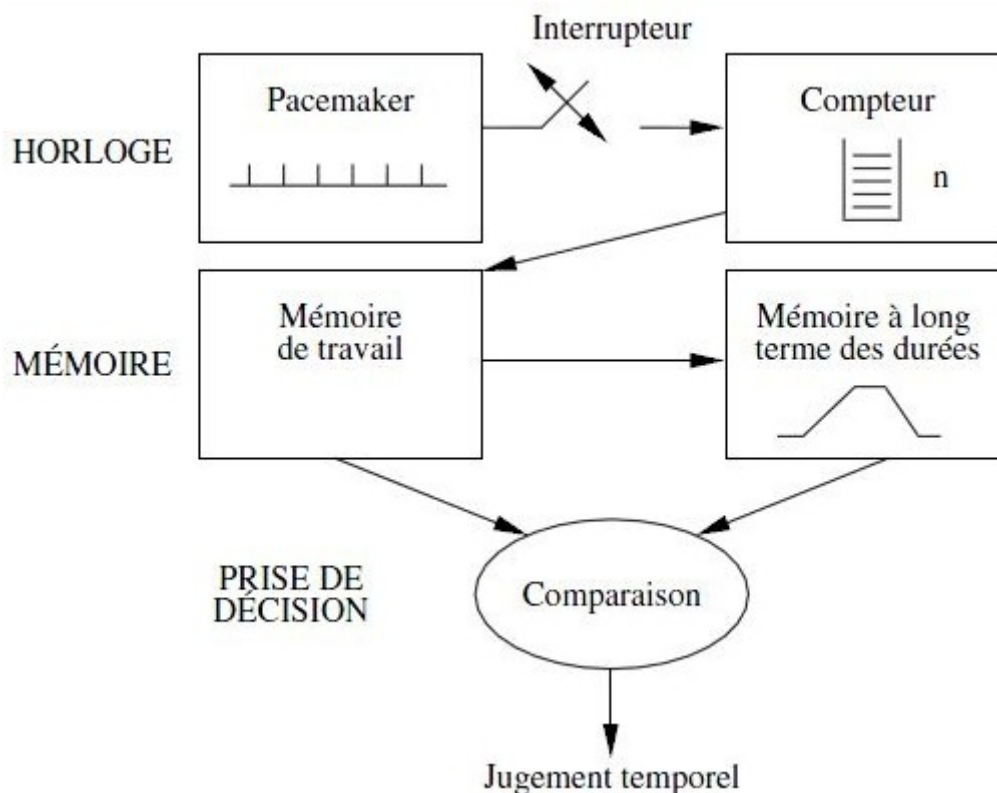 Interrupteur
Pacemaker
Compteur
HORLOGE
n
Mémoire
de travail
Mémoire à long
terme des durées
MÉMOIRE
PRISE DE
DÉCISION
Comparaison
Jugement temporel